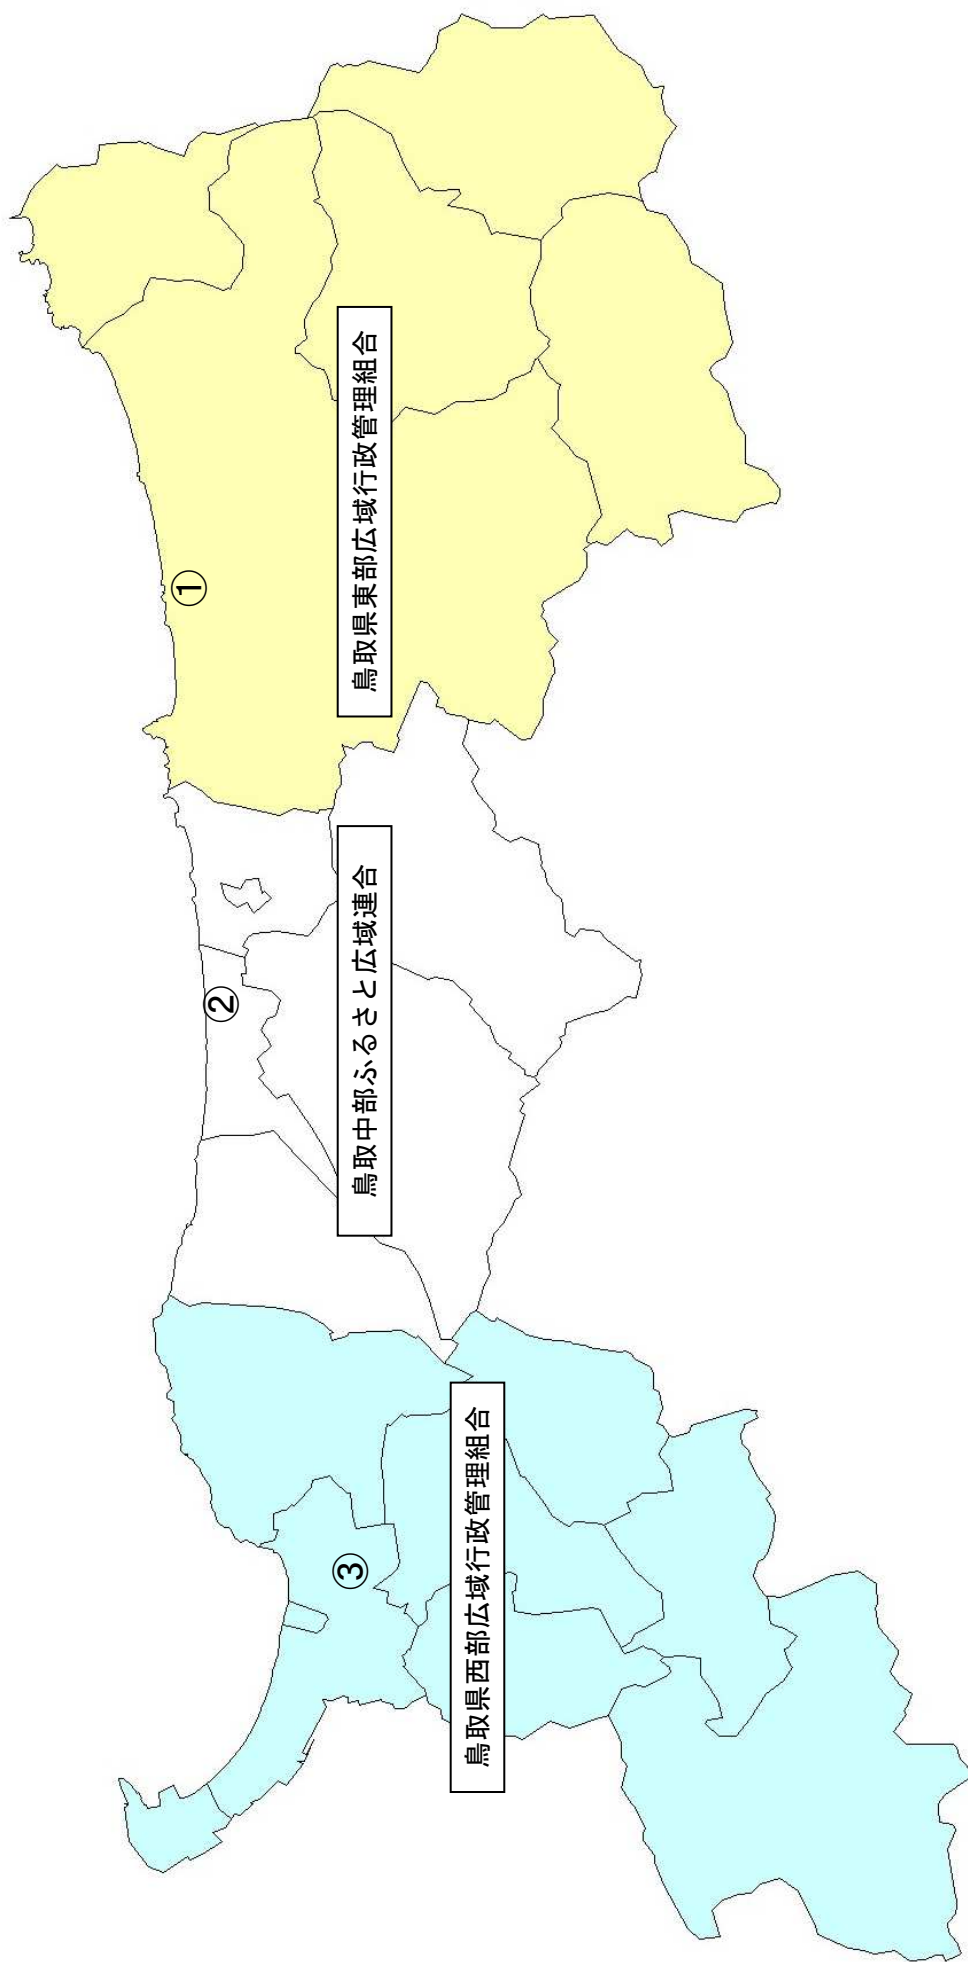 ①
鳥取県東部広域行政管理組合
②
鳥取中部ふるさと広域連合
③
鳥取県西部広域行政管理組合